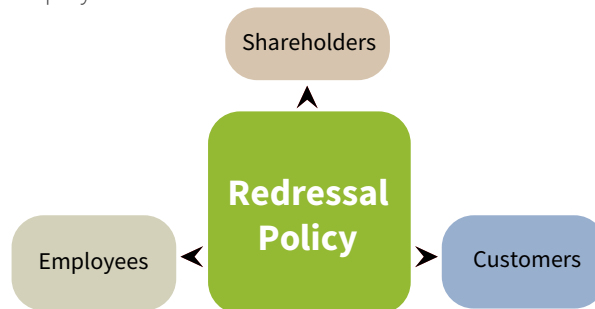 Shareholders
Redressal
Policy
Employees
Customers